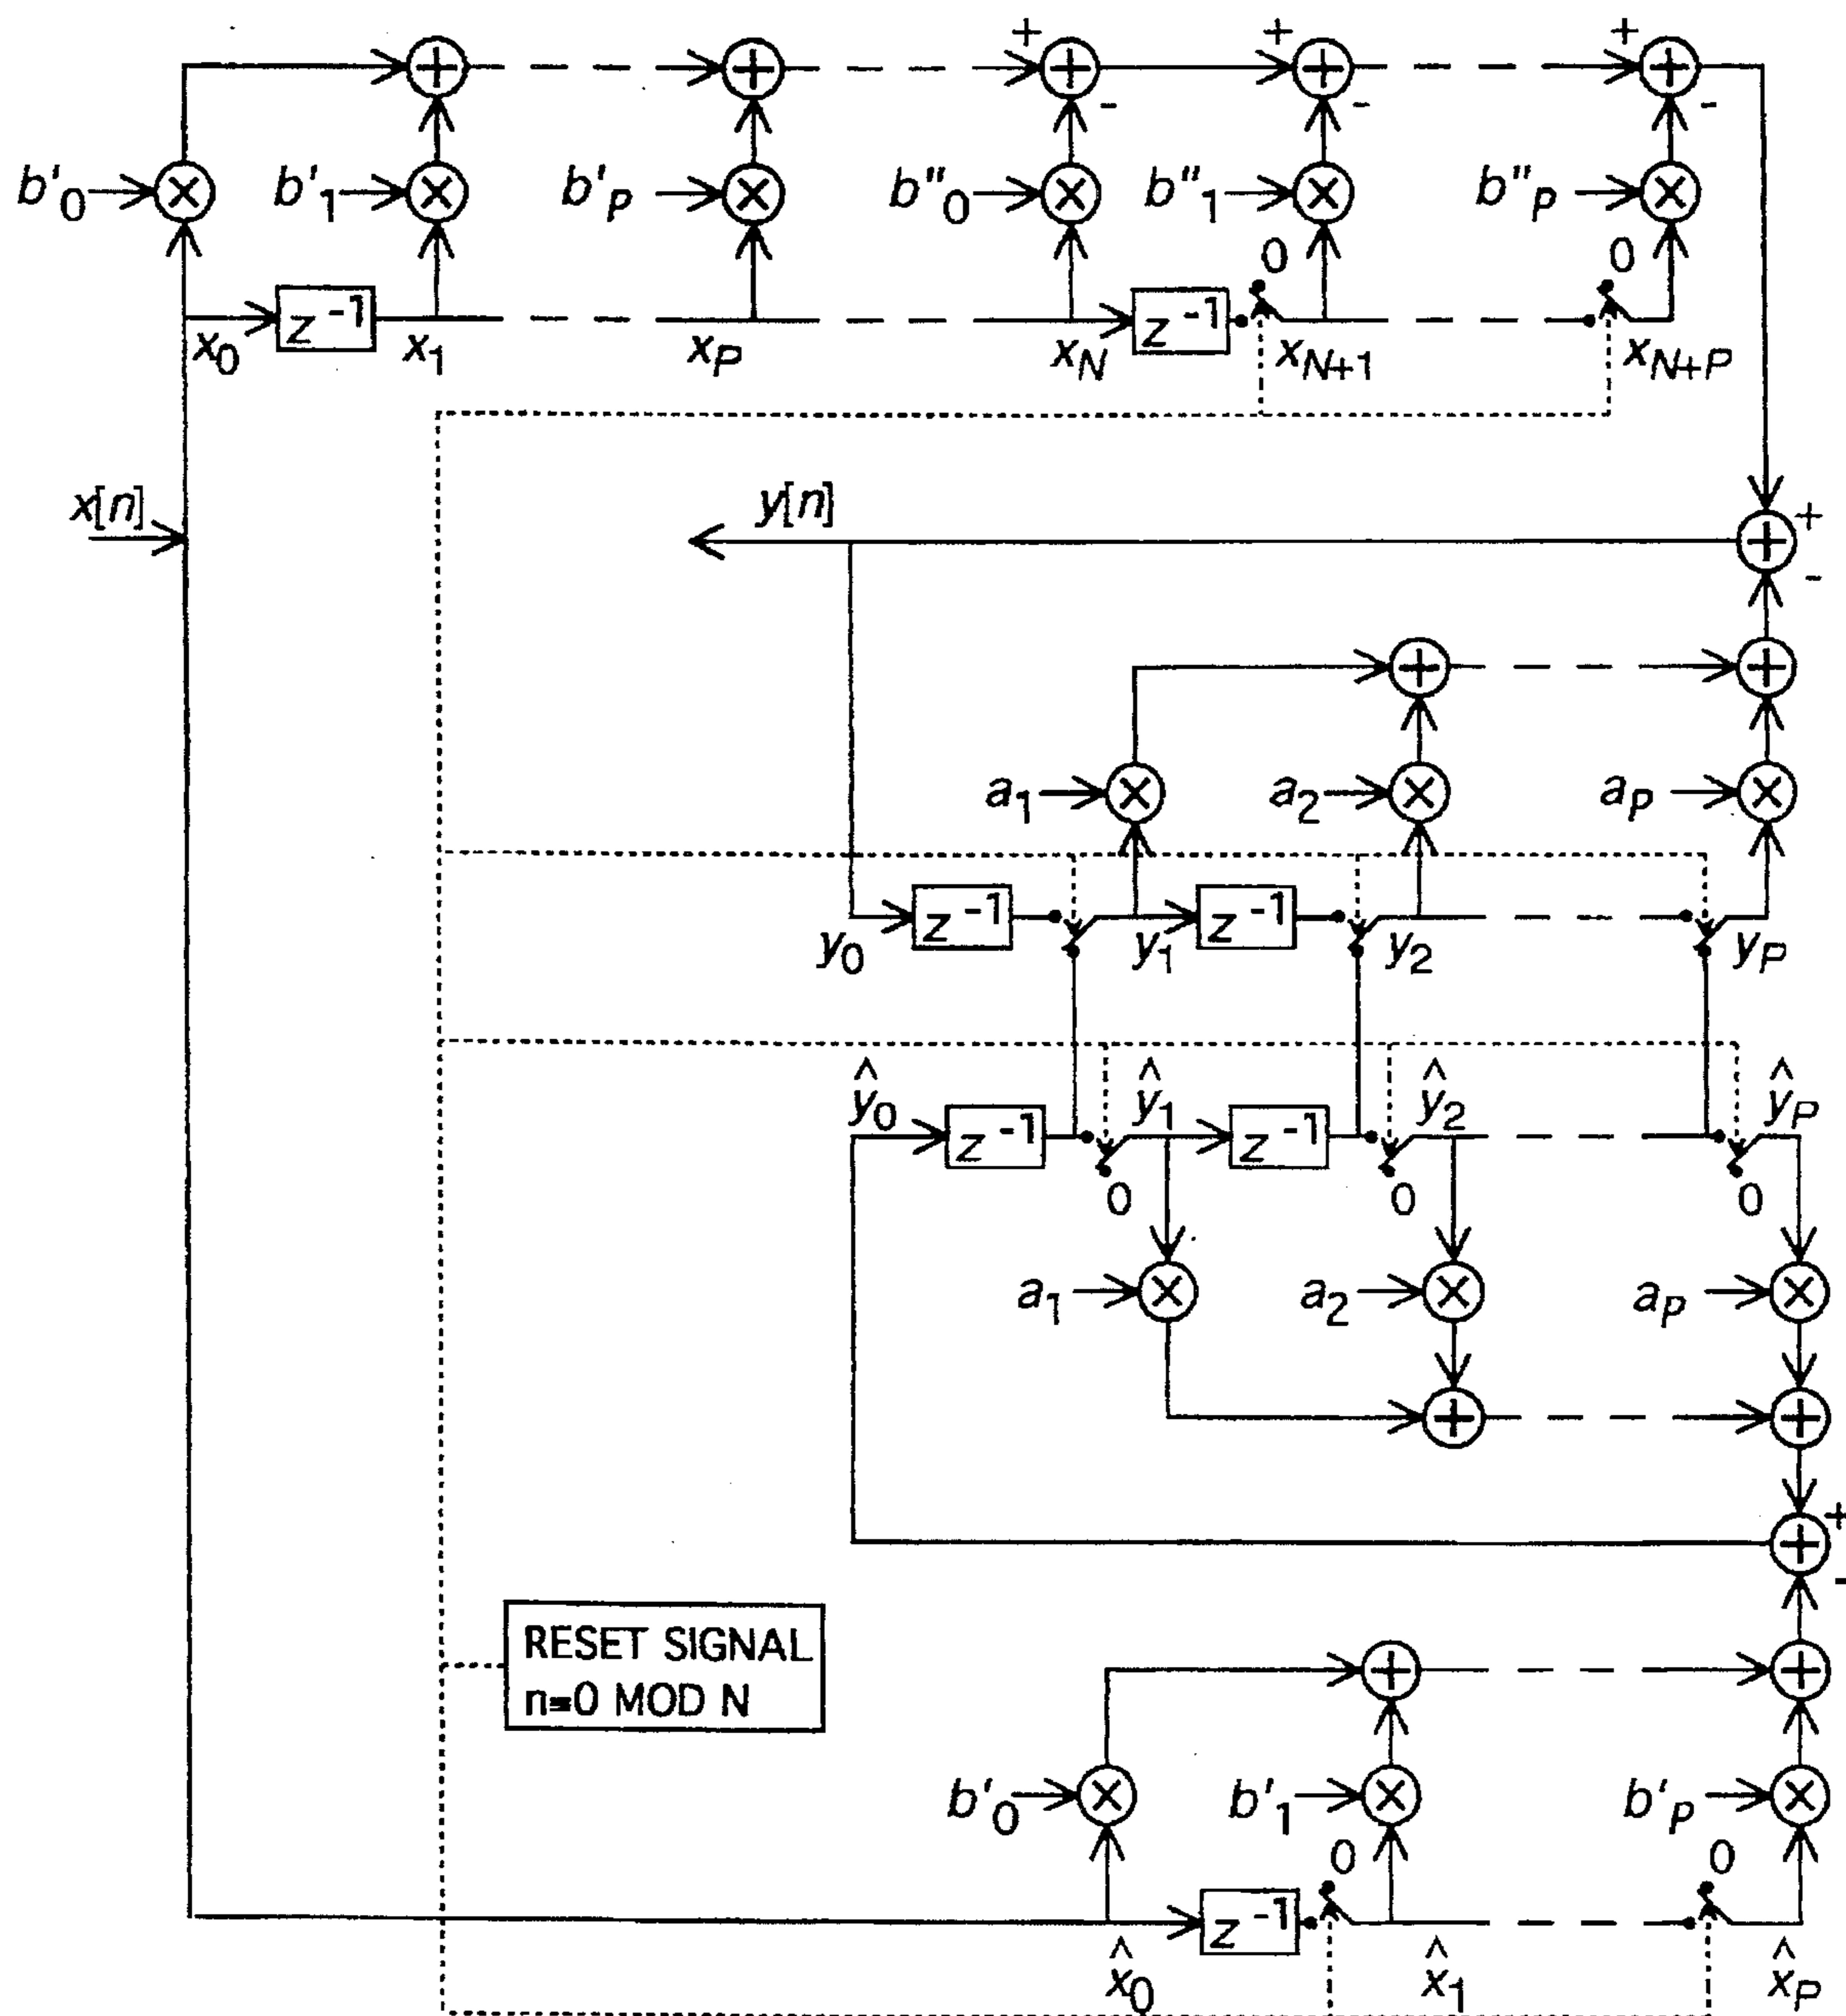 + + +
- - -
b'0 b'1 b'P b"0 b"1 b"P
0 0
z-1 z-1
x0 x1 xP xN xN+1 xN+P
x[n] y[n] +
-
a1 a2 aP
z-1 z-1
y0 y1 y2 yP
ŷ0 ŷ1 ŷ2 ŷP
z-1 z-1
0 0 0
a1 a2 aP
+
-
RESET SIGNAL
n≡0 MOD N
b'0 b'1 b'P
0 0
z-1
x̂0 x̂1 x̂P